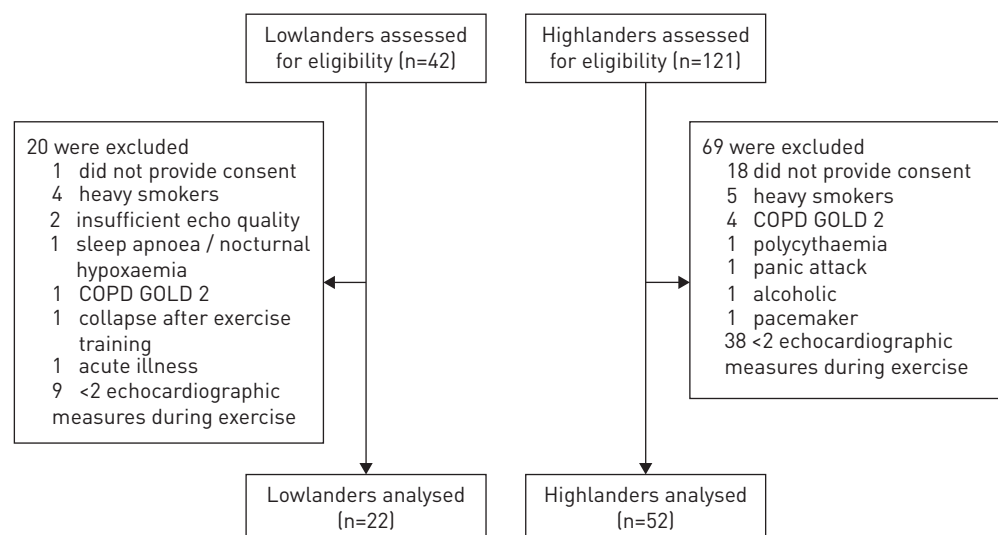 Lowlanders assessed
for eligibility (n=42)
Highlanders assessed
for eligibility (n=121)
20 were excluded
1 did not provide consent
4 heavy smokers
2 insufficient echo quality
1 sleep apnoea / nocturnal
hypoxaemia
1 COPD GOLD 2
1 collapse after exercise
training
1 acute illness
9 <2 echocardiographic
measures during exercise
69 were excluded
18 did not provide consent
5 heavy smokers
4 COPD GOLD 2
1 polycythaemia
1 panic attack
1 alcoholic
1 pacemaker
38 <2 echocardiographic
measures during exercise
Lowlanders analysed
(n=22)
Highlanders analysed
(n=52)